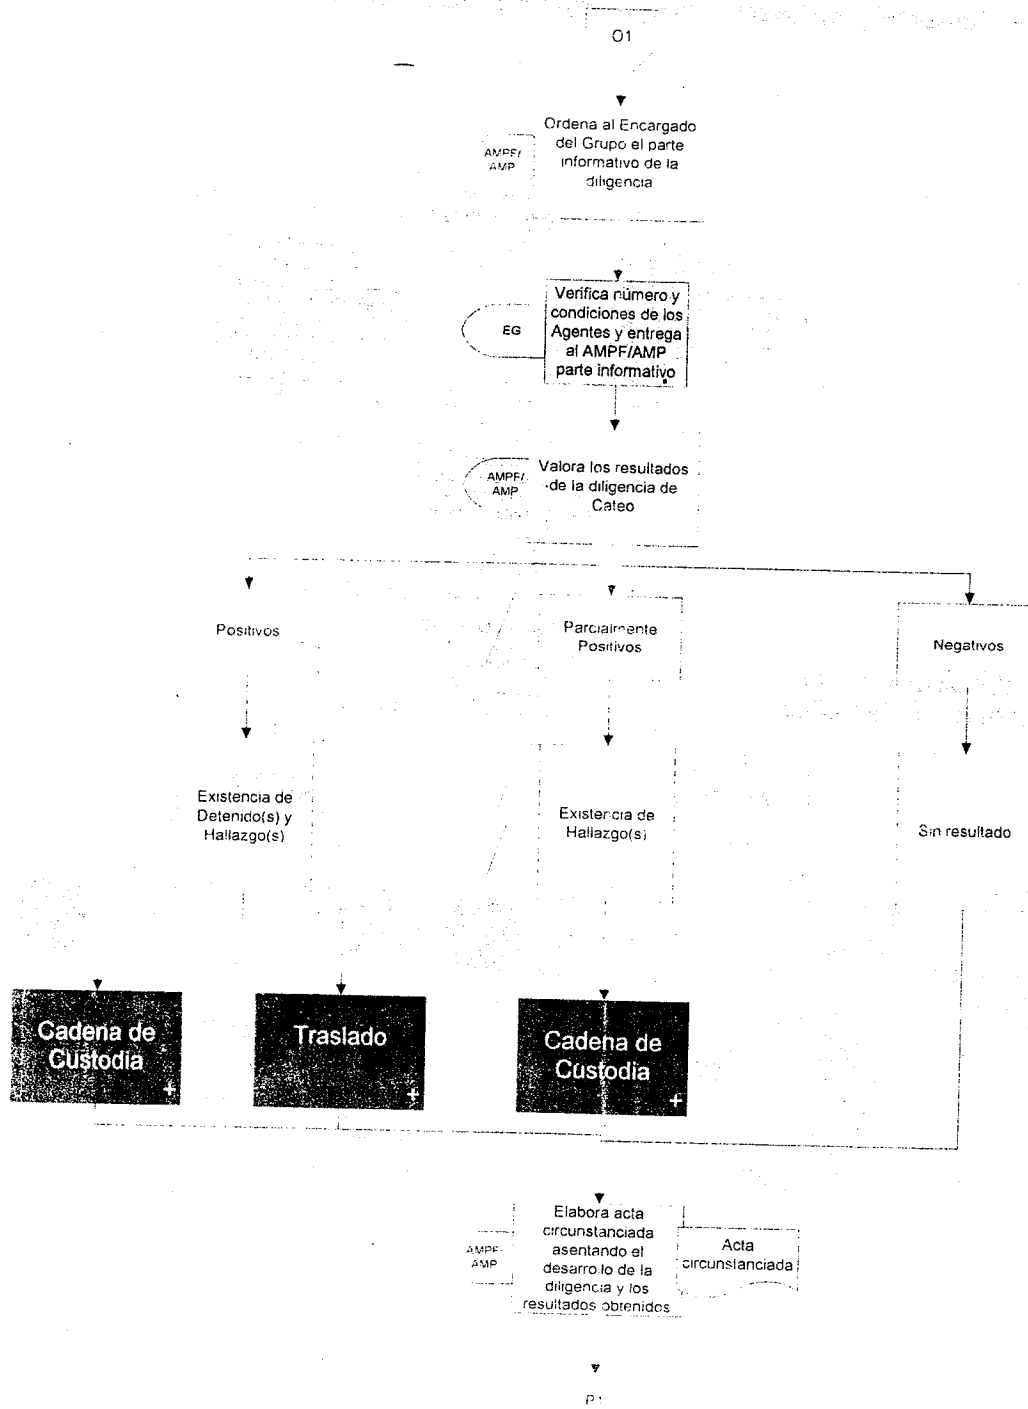 O1
Ordena al Encargado
del Grupo el parte
informativo de la
diligencia
AMPF/
AMP
Verifica número y
condiciones de los
Agentes y entrega
al AMPF/AMP
parte informativo
EG
Valora los resultados
de la diligencia de
Cateo
AMPF/
AMP
Positivos
Parcialmente
Positivos
Negativos
Existencia de
Detenido(s) y
Hallazgo(s)
Existencia de
Hallazgo(s)
Sin resultado
Cadena de
Custodia
+
Traslado
+
Cadena de
Custodia
+
Elabora acta
circunstanciada
asentando el
desarrollo de la
diligencia y los
resultados obtenidos
AMPF/
AMP
Acta
circunstanciada
P1